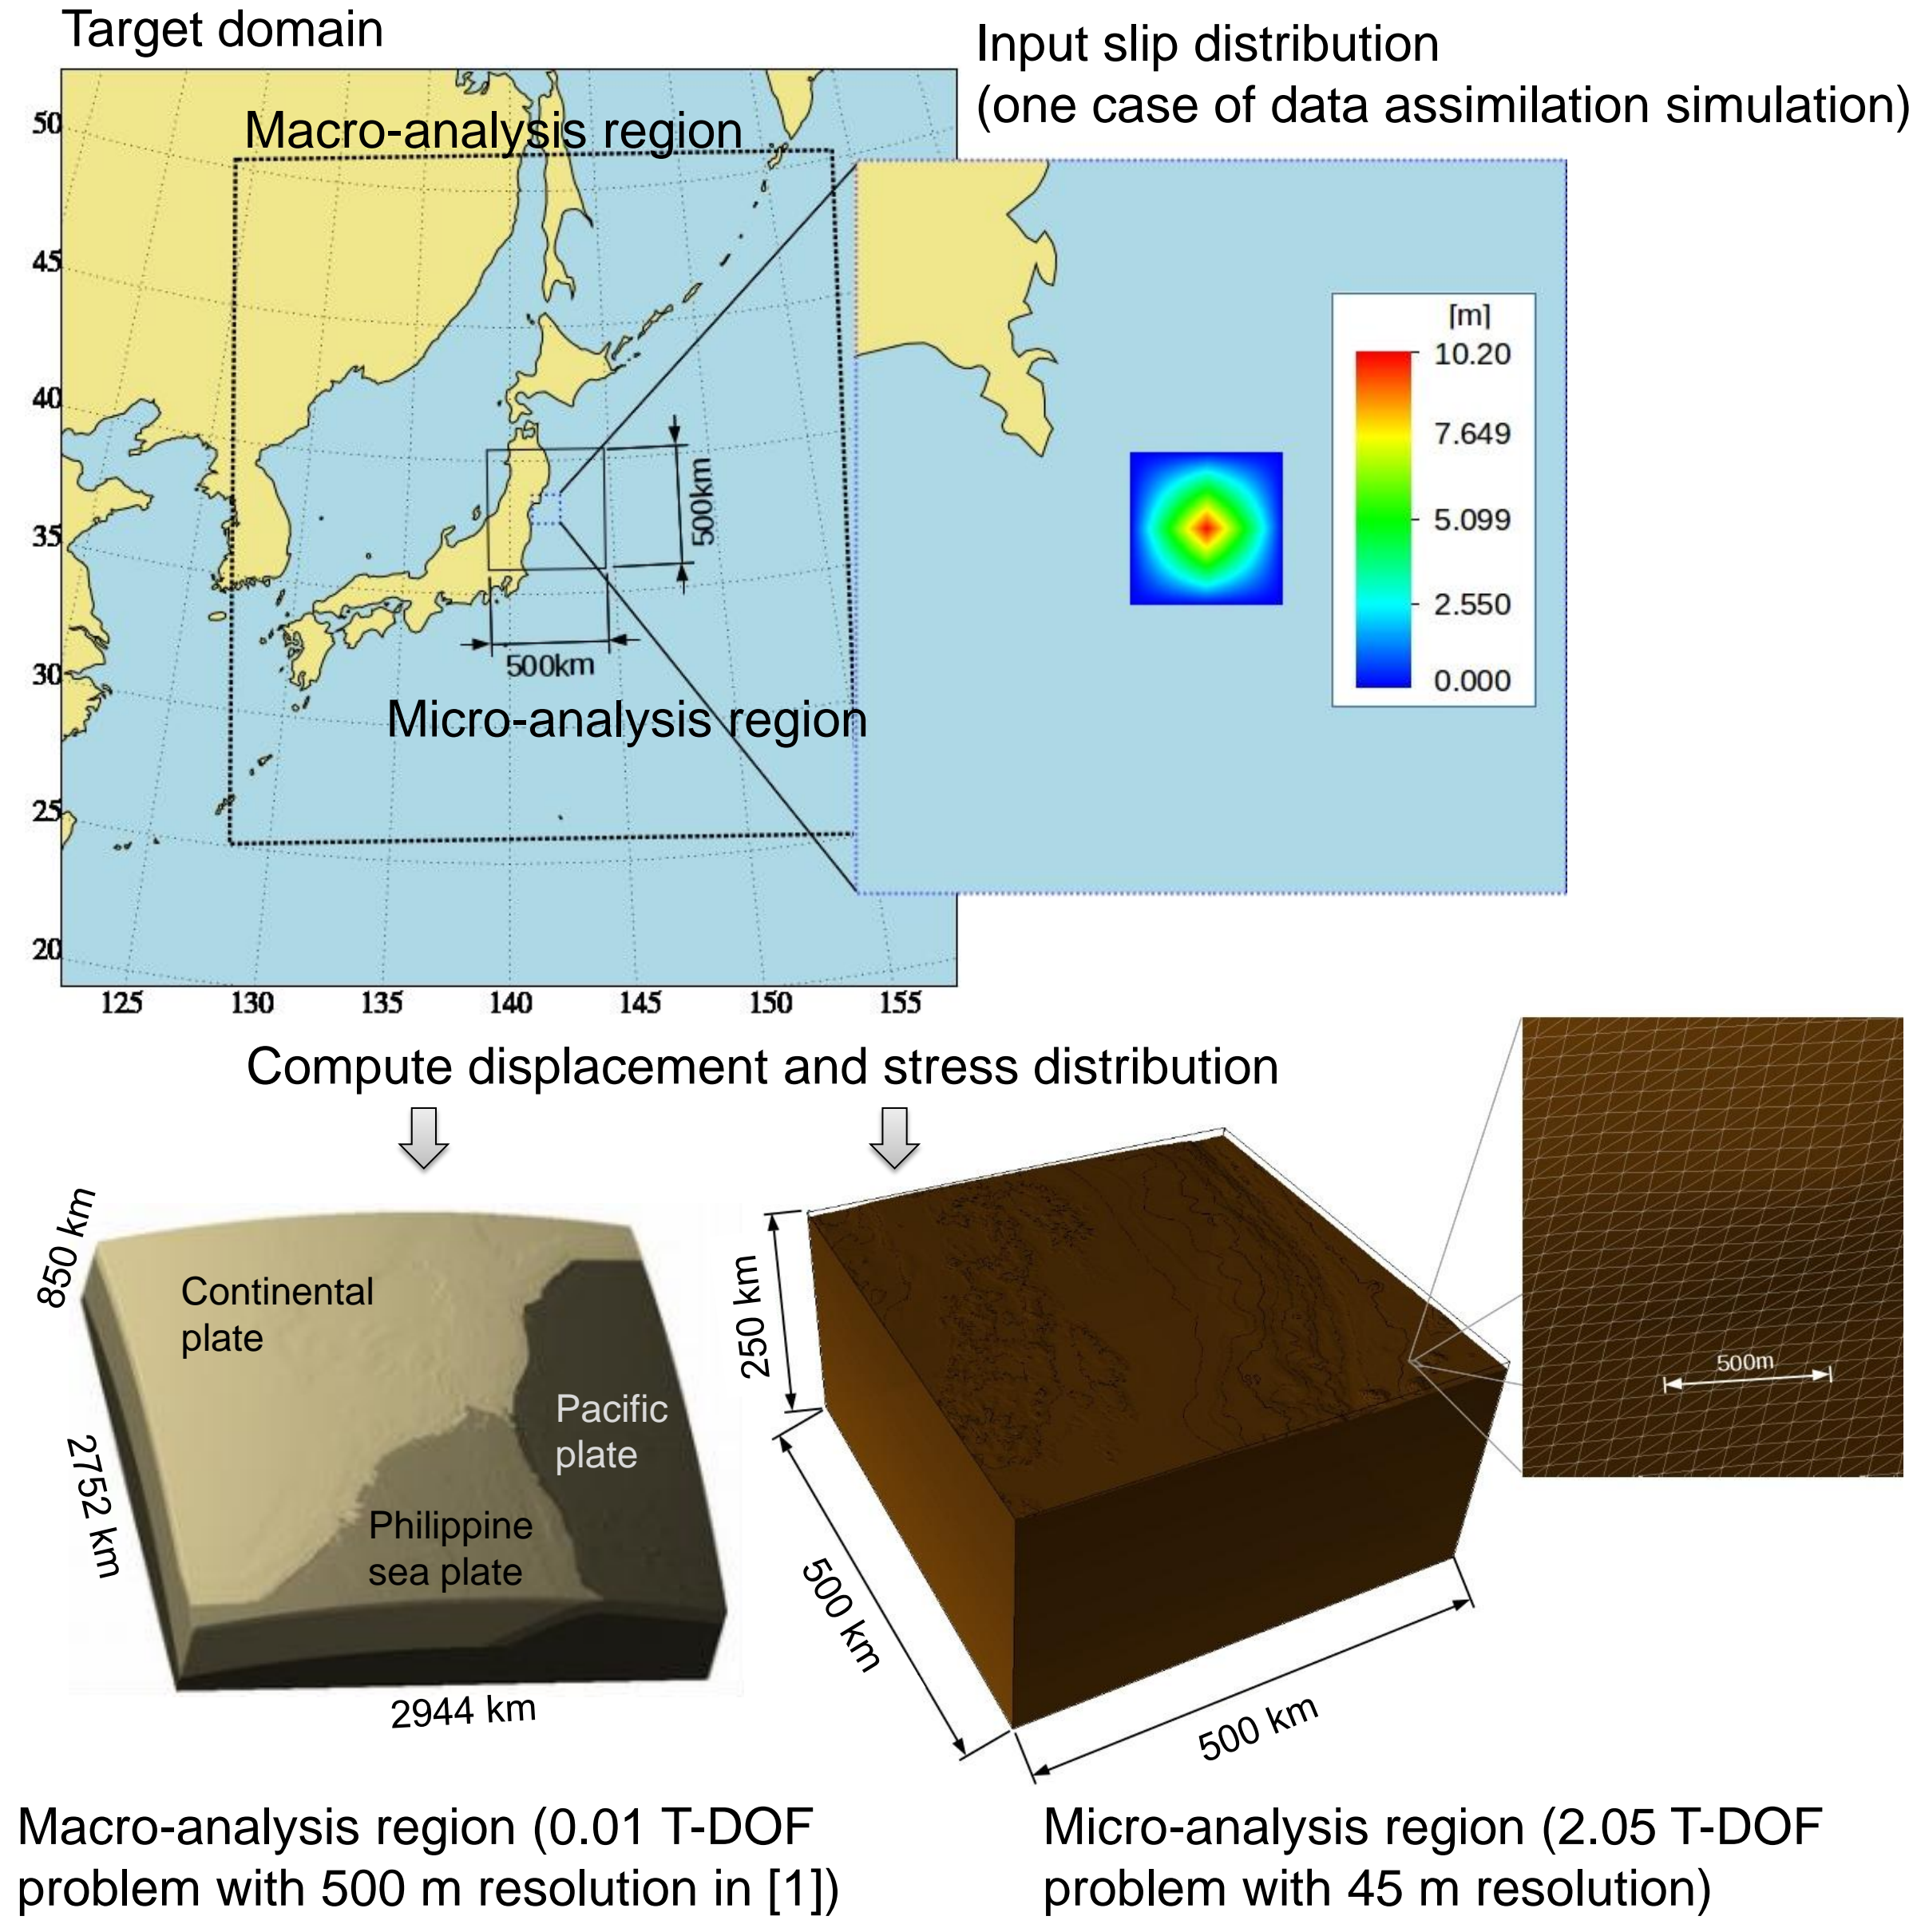 Target domain
Input slip distribution
(one case of data assimilation simulation)
Macro-analysis region
50
45
40
35
30
25
20
125 130 135 140 145 150 155
500km
500km
Micro-analysis region
[m]
10.20
7.649
5.099
2.550
0.000
Compute displacement and stress distribution
850 km
2752 km
2944 km
Continental
plate
Pacific
plate
Philippine
sea plate
250 km
500 km
500 km
500m
Macro-analysis region (0.01 T-DOF
problem with 500 m resolution in [1])
Micro-analysis region (2.05 T-DOF
problem with 45 m resolution)